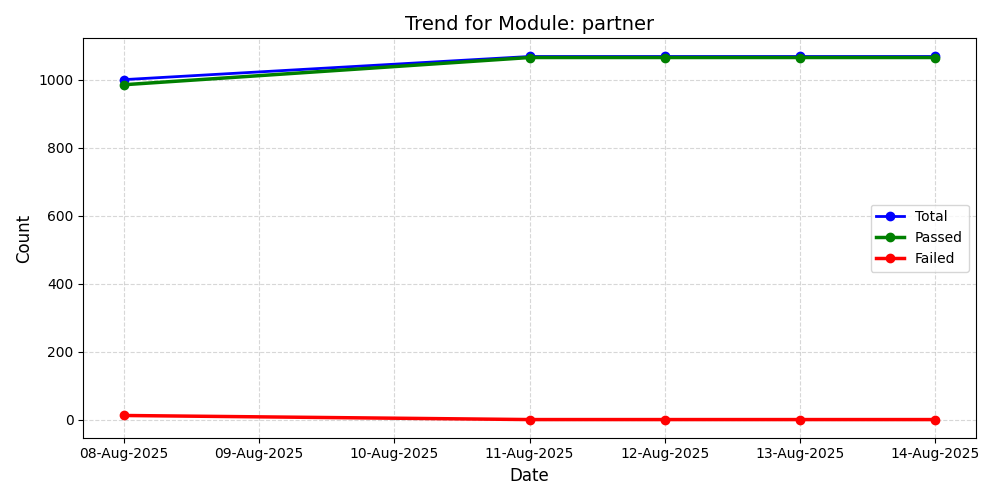 Trend for Module: partner
Count
1000
800
600
400
200
0
Total
Passed
Failed
08-Aug-2025 09-Aug-2025 10-Aug-2025 11-Aug-2025 12-Aug-2025 13-Aug-2025 14-Aug-2025
Date